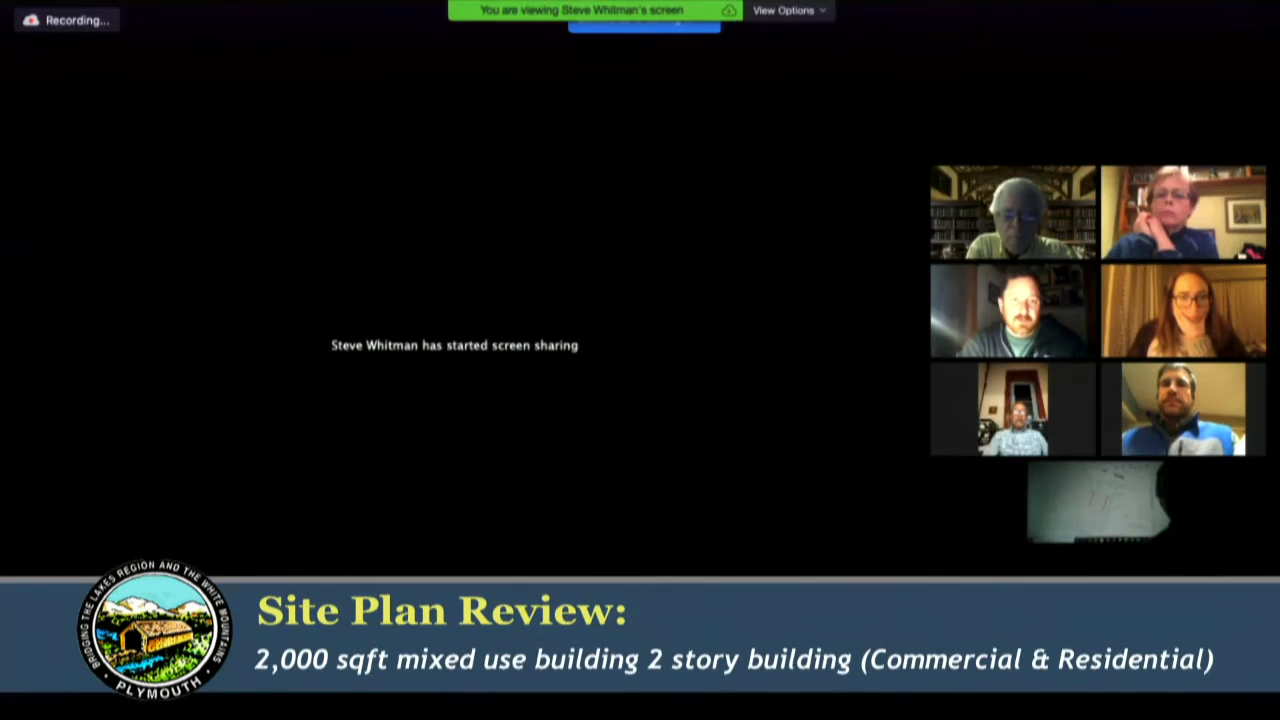 Recording...
You are viewing Steve Whitman's screen
View Options
Steve Whitman has started screen sharing
BRIDGING THE LAKES REGION AND THE WHITE MOUNTAINS
PLYMOUTH
Site Plan Review:
2,000 sqft mixed use building 2 story building (Commercial & Residential)